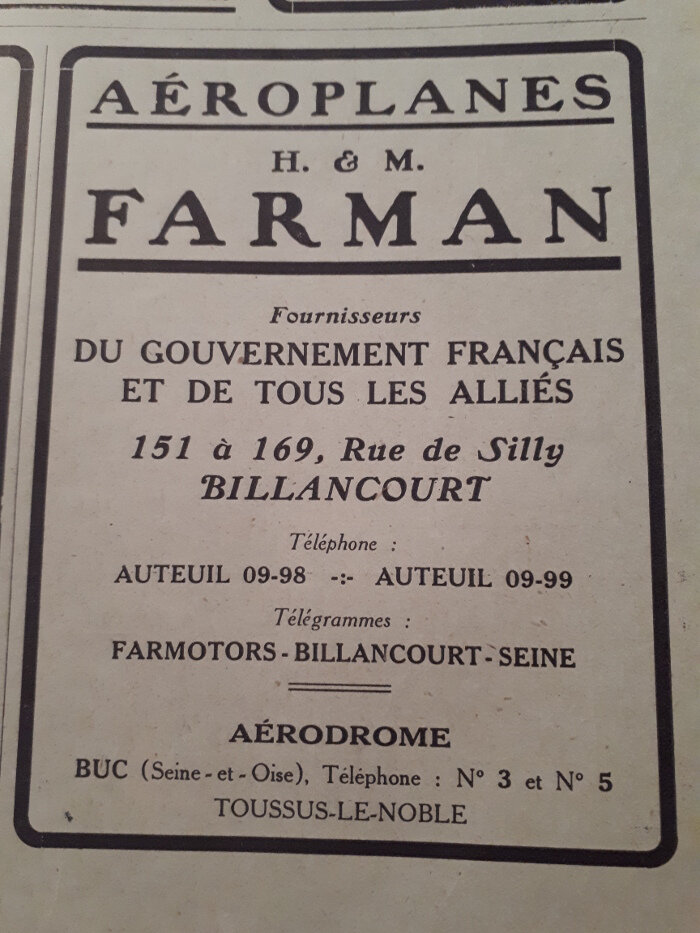 AÉROPLANES
H. & M.
FARMAN
Fournisseurs
DU GOUVERNEMENT FRANÇAIS
ET DE TOUS LES ALLIÉS
151 à 169, Rue de Silly
BILLANCOURT
Téléphone :
AUTEUIL 09-98 -:- AUTEUIL 09-99
Télégrammes :
FARMOTORS - BILLANCOURT - SEINE
AÉRODROME
BUC (Seine-et-Oise), Téléphone : N° 3 et N° 5
TOUSSUS-LE-NOBLE